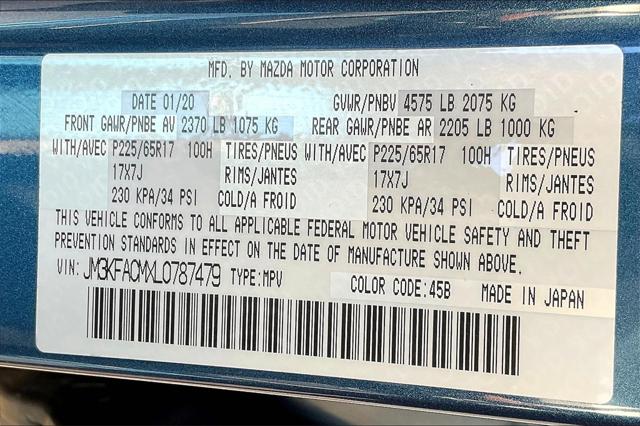 MFD. BY MAZDA MOTOR CORPORATION
DATE 01/20 GVWR/PNBV 4575 LB 2075 KG
FRONT GAWR/PNBE AV 2370 LB 1075 KG REAR GAWR/PNBE AR 2205 LB 1000 KG
WITH/AVEC P225/65R17 100H TIRES/PNEUS WITH/AVEC P225/65R17 100H TIRES/PNEUS
17X7J RIMS/JANTES 17X7J RIMS/JANTES
230 KPA/34 PSI COLD/A FROID 230 KPA/34 PSI COLD/A FROID
THIS VEHICLE CONFORMS TO ALL APPLICABLE FEDERAL MOTOR VEHICLE SAFETY AND THEFT
PREVENTION STANDARDS IN EFFECT ON THE DATE OF MANUFACTURE SHOWN ABOVE.
VIN: JM3KFACMXL0787479 TYPE:MPV COLOR CODE:45B MADE IN JAPAN